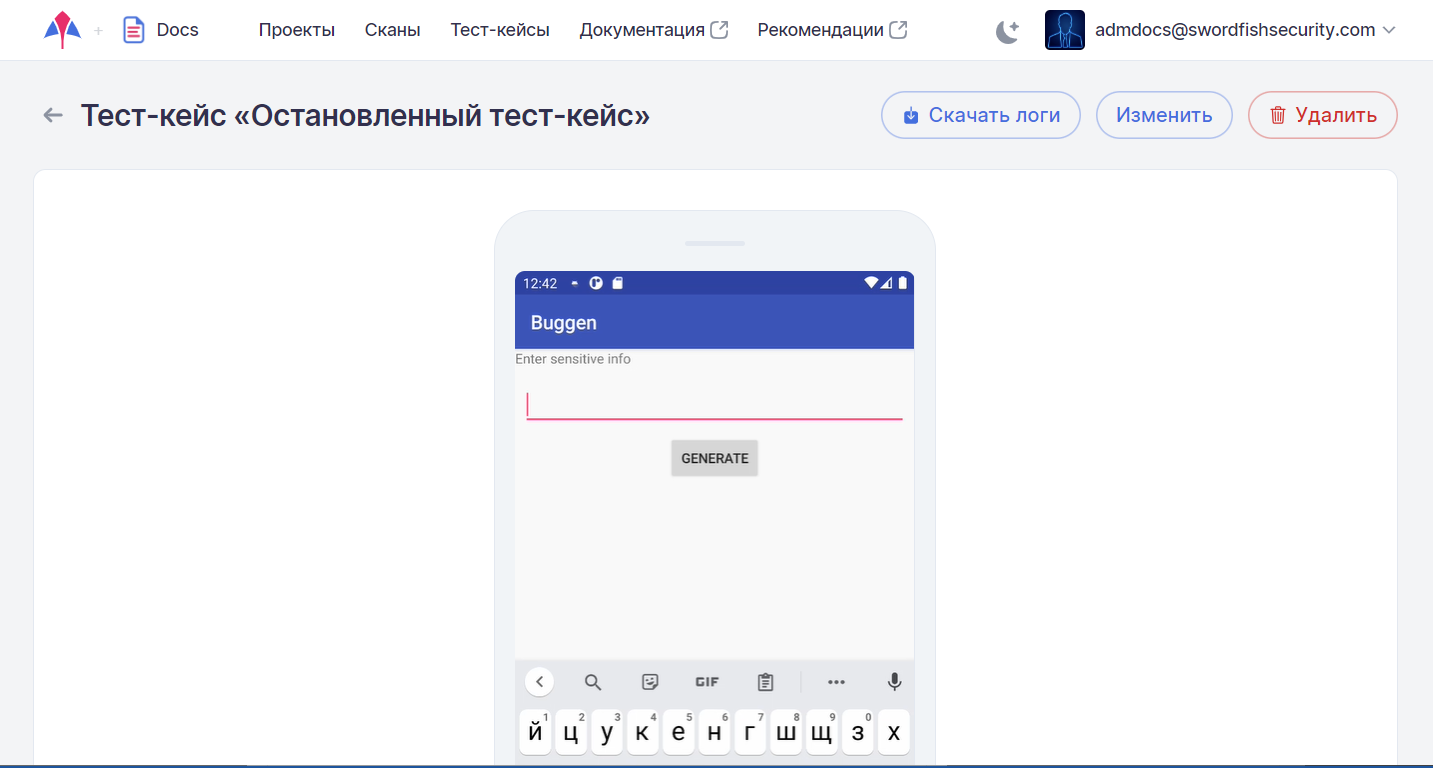 Docs Проекты Сканы Тест-кейсы Документация Рекомендации admdocs@swordfishsecurity.com
Тест-кейс «Остановленный тест-кейс» Скачать логи Изменить Удалить
12:42
Buggen
Enter sensitive info
GENERATE
GIF
1 2 3 4 5 6 7 8 9 0
й ц у к е н г ш щ з х